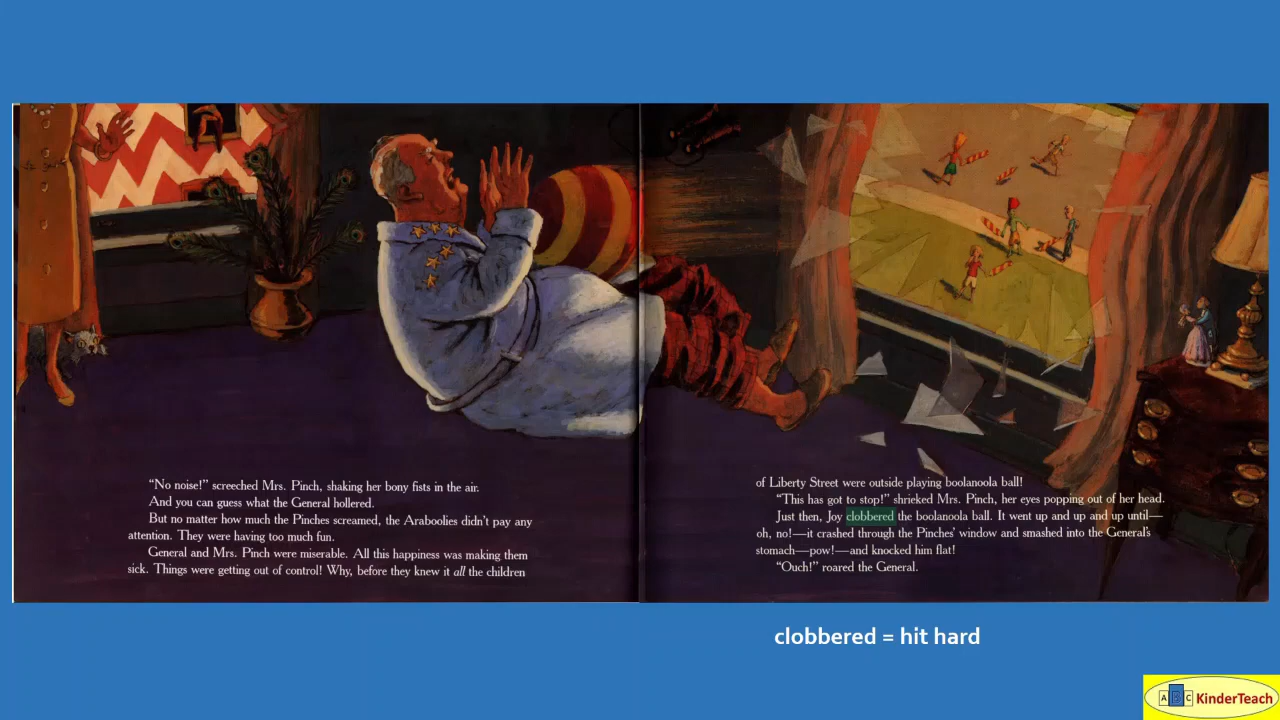 “No noise!” screeched Mrs. Pinch, shaking her bony fists in the air.
And you can guess what the General hollered.
But no matter how much the Pinches screamed, the Araboolies didn’t pay any
attention. They were having too much fun.
General and Mrs. Pinch were miserable. All this happiness was making them
sick. Things were getting out of control! Why, before they knew it all the children
of Liberty Street were outside playing boolanoola ball!
“This has got to stop!” shrieked Mrs. Pinch, her eyes popping out of her head.
Just then, Joy clobbered the boolanoola ball. It went up and up and up until—
oh, no!—it crashed through the Pinches’ window and smashed into the General’s
stomach—pow!—and knocked him flat!
“Ouch!” roared the General.
clobbered = hit hard
A B C KinderTeach